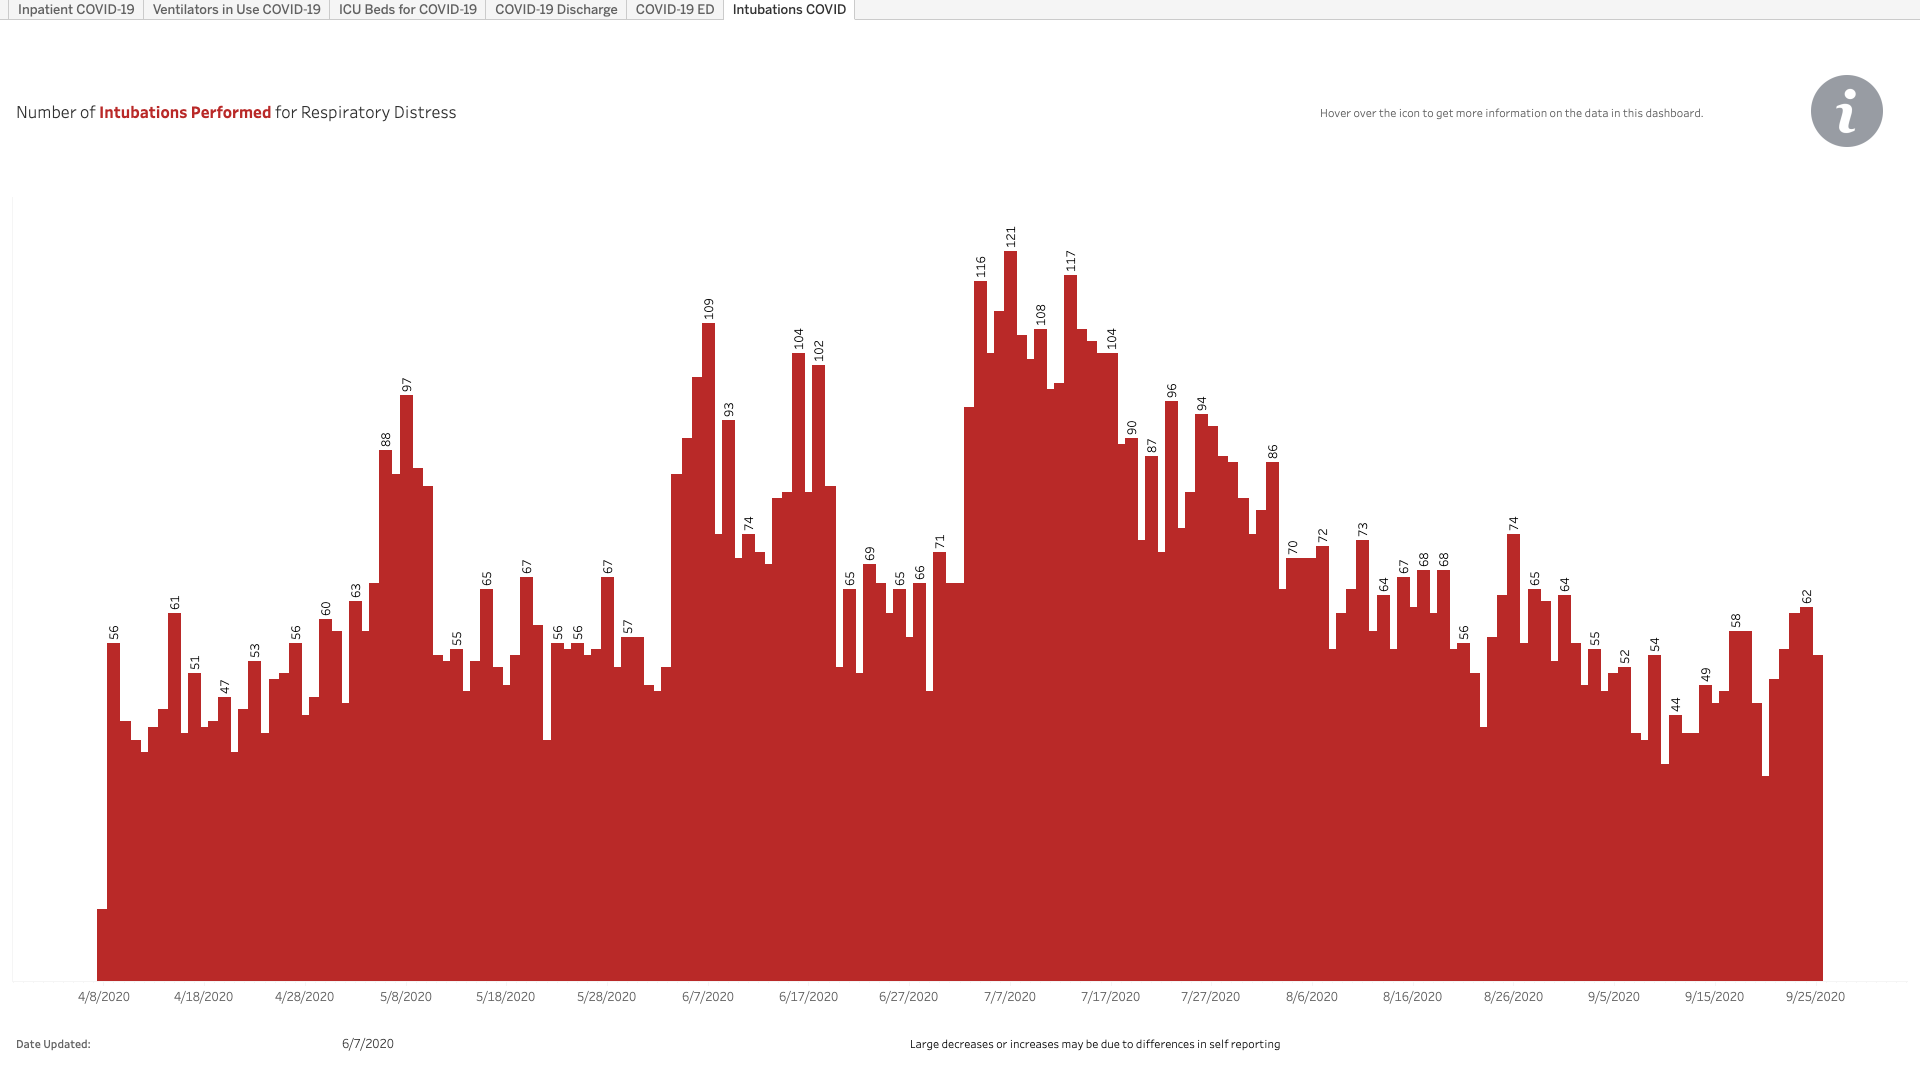 Inpatient COVID-19 Ventilators in Use COVID-19 ICU Beds for COVID-19 COVID-19 Discharge COVID-19 ED Intubations COVID
Number of Intubations Performed for Respiratory Distress
Hover over the icon to get more information on the data in this dashboard.
i
56 61 51 47 53 56 60 63 88 97 55 65 67 56 56 67 57 109 93 74 104 102 65 69 65 66 71 116 121 108 117 104 90 87 96 94 86 70 72 73 64 67 68 68 56 74 65 64 55 52 54 44 49 58 62
4/8/2020 4/18/2020 4/28/2020 5/8/2020 5/18/2020 5/28/2020 6/7/2020 6/17/2020 6/27/2020 7/7/2020 7/17/2020 7/27/2020 8/6/2020 8/16/2020 8/26/2020 9/5/2020 9/15/2020 9/25/2020
Date Updated: 6/7/2020 Large decreases or increases may be due to differences in self reporting